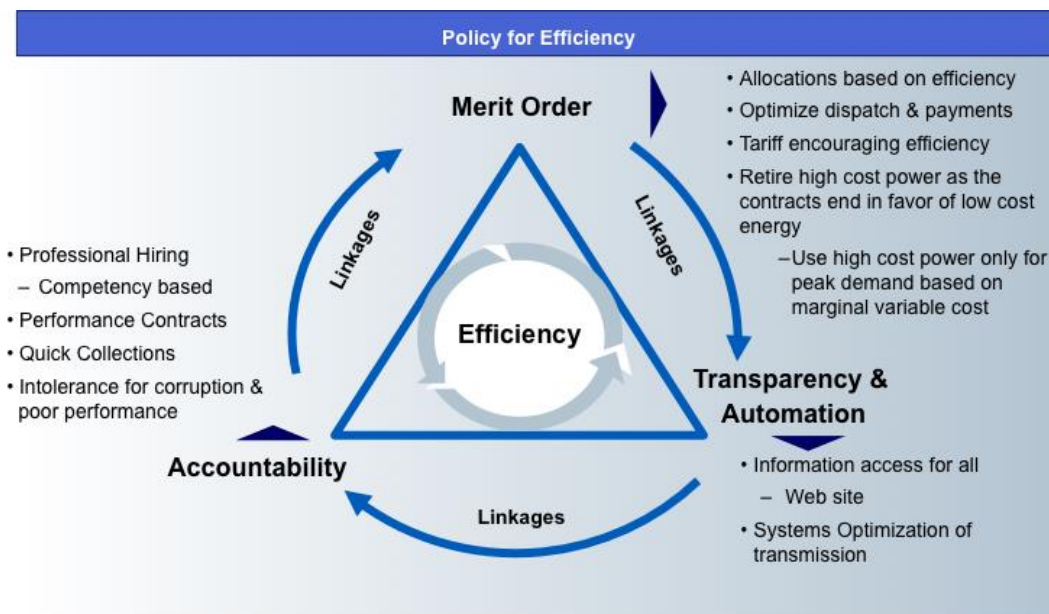 Policy for Efficiency
Merit Order
• Allocations based on efficiency
• Optimize dispatch & payments
• Tariff encouraging efficiency
• Retire high cost power as the
contracts end in favor of low cost
energy
–Use high cost power only for
peak demand based on
marginal variable cost
Linkages
Linkages
• Professional Hiring
– Competency based
• Performance Contracts
• Quick Collections
• Intolerance for corruption &
poor performance
Efficiency
Transparency &
Automation
Accountability
• Information access for all
– Web site
• Systems Optimization of
transmission
Linkages